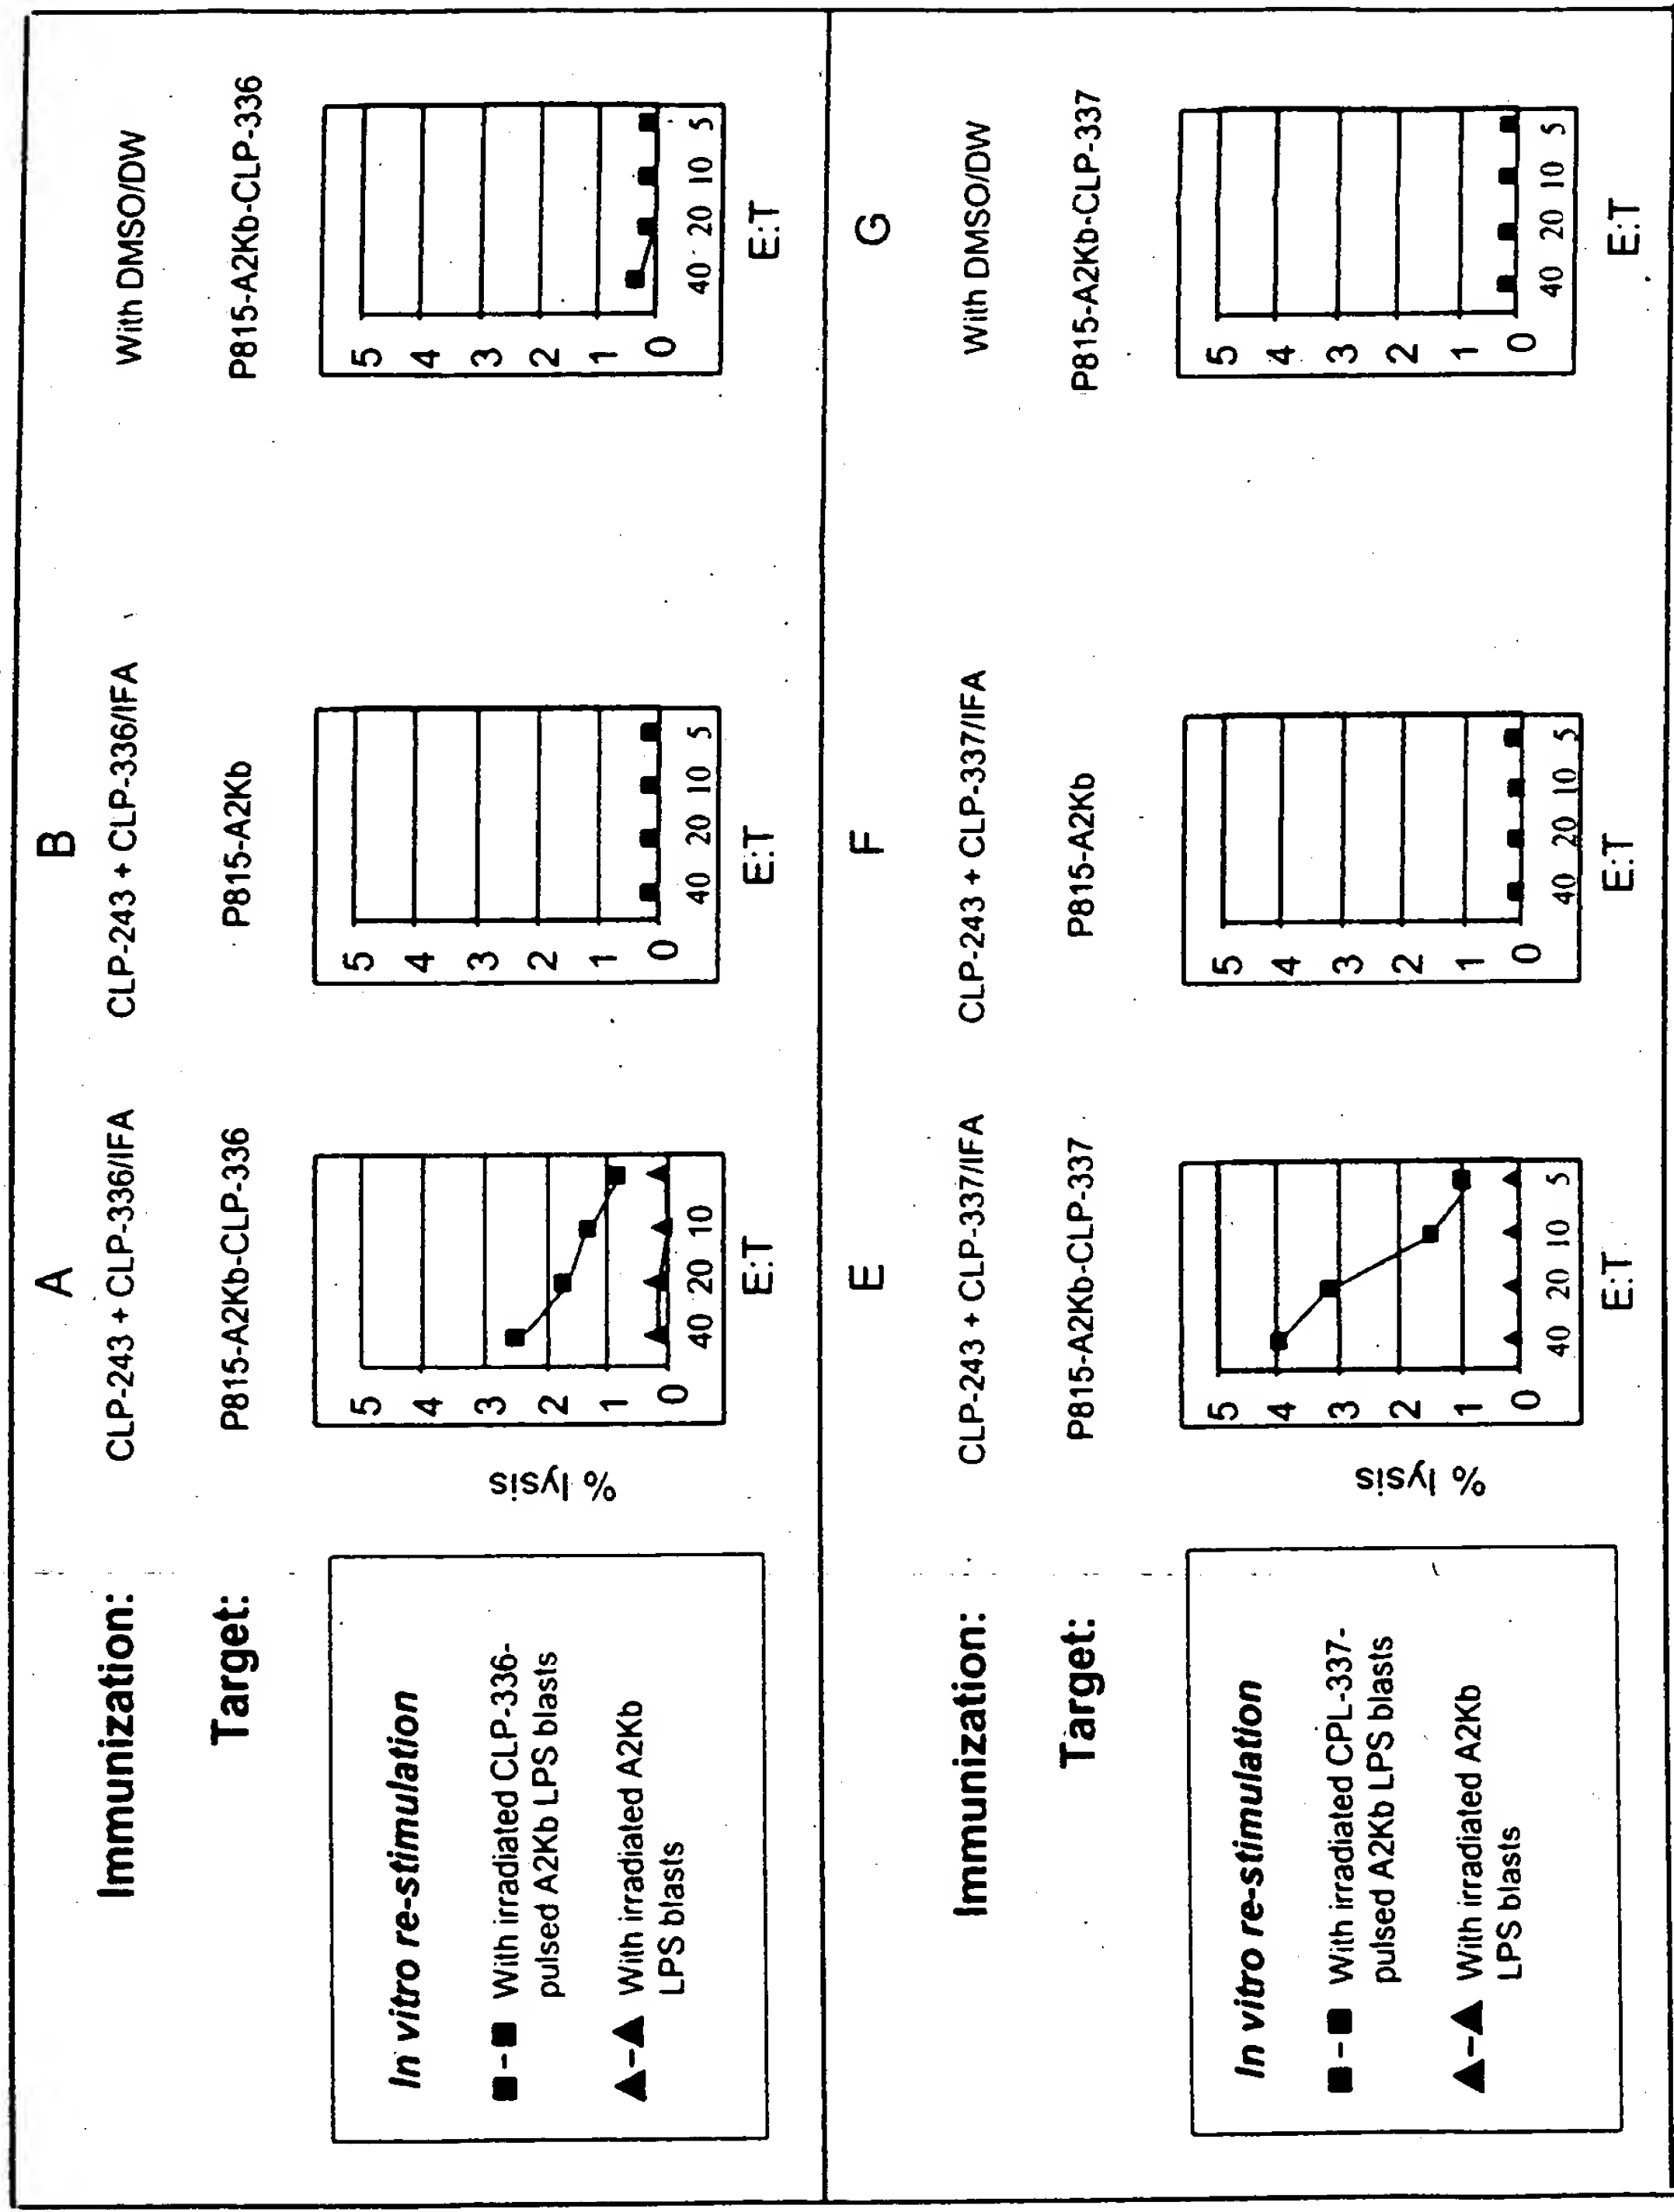 A
B
Immunization:
CLP-243 + CLP-336/IFA
CLP-243 + CLP-336/IFA
With DMSO/DW
Target:
P815-A2Kb-CLP-336
P815-A2Kb
P815-A2Kb-CLP-336
In vitro re-stimulation
With irradiated CLP-336-
pulsed A2Kb LPS blasts
With irradiated A2Kb
LPS blasts
% lysis
5
4
3
2
1
0
40 20 10
E:T
5
4
3
2
1
0
40 20 10 5
E:T
5
4
3
2
1
0
40 20 10 5
E:T
E
F
G
Immunization:
CLP-243 + CLP-337/IFA
CLP-243 + CLP-337/IFA
With DMSO/DW
Target:
P815-A2Kb-CLP-337
P815-A2Kb
P815-A2Kb-CLP-337
In vitro re-stimulation
With irradiated CPL-337-
pulsed A2Kb LPS blasts
With irradiated A2Kb
LPS blasts
% lysis
5
4
3
2
1
0
40 20 10 5
E:T
5
4
3
2
1
0
40 20 10 5
E:T
5
4
3
2
1
0
40 20 10 5
E:T